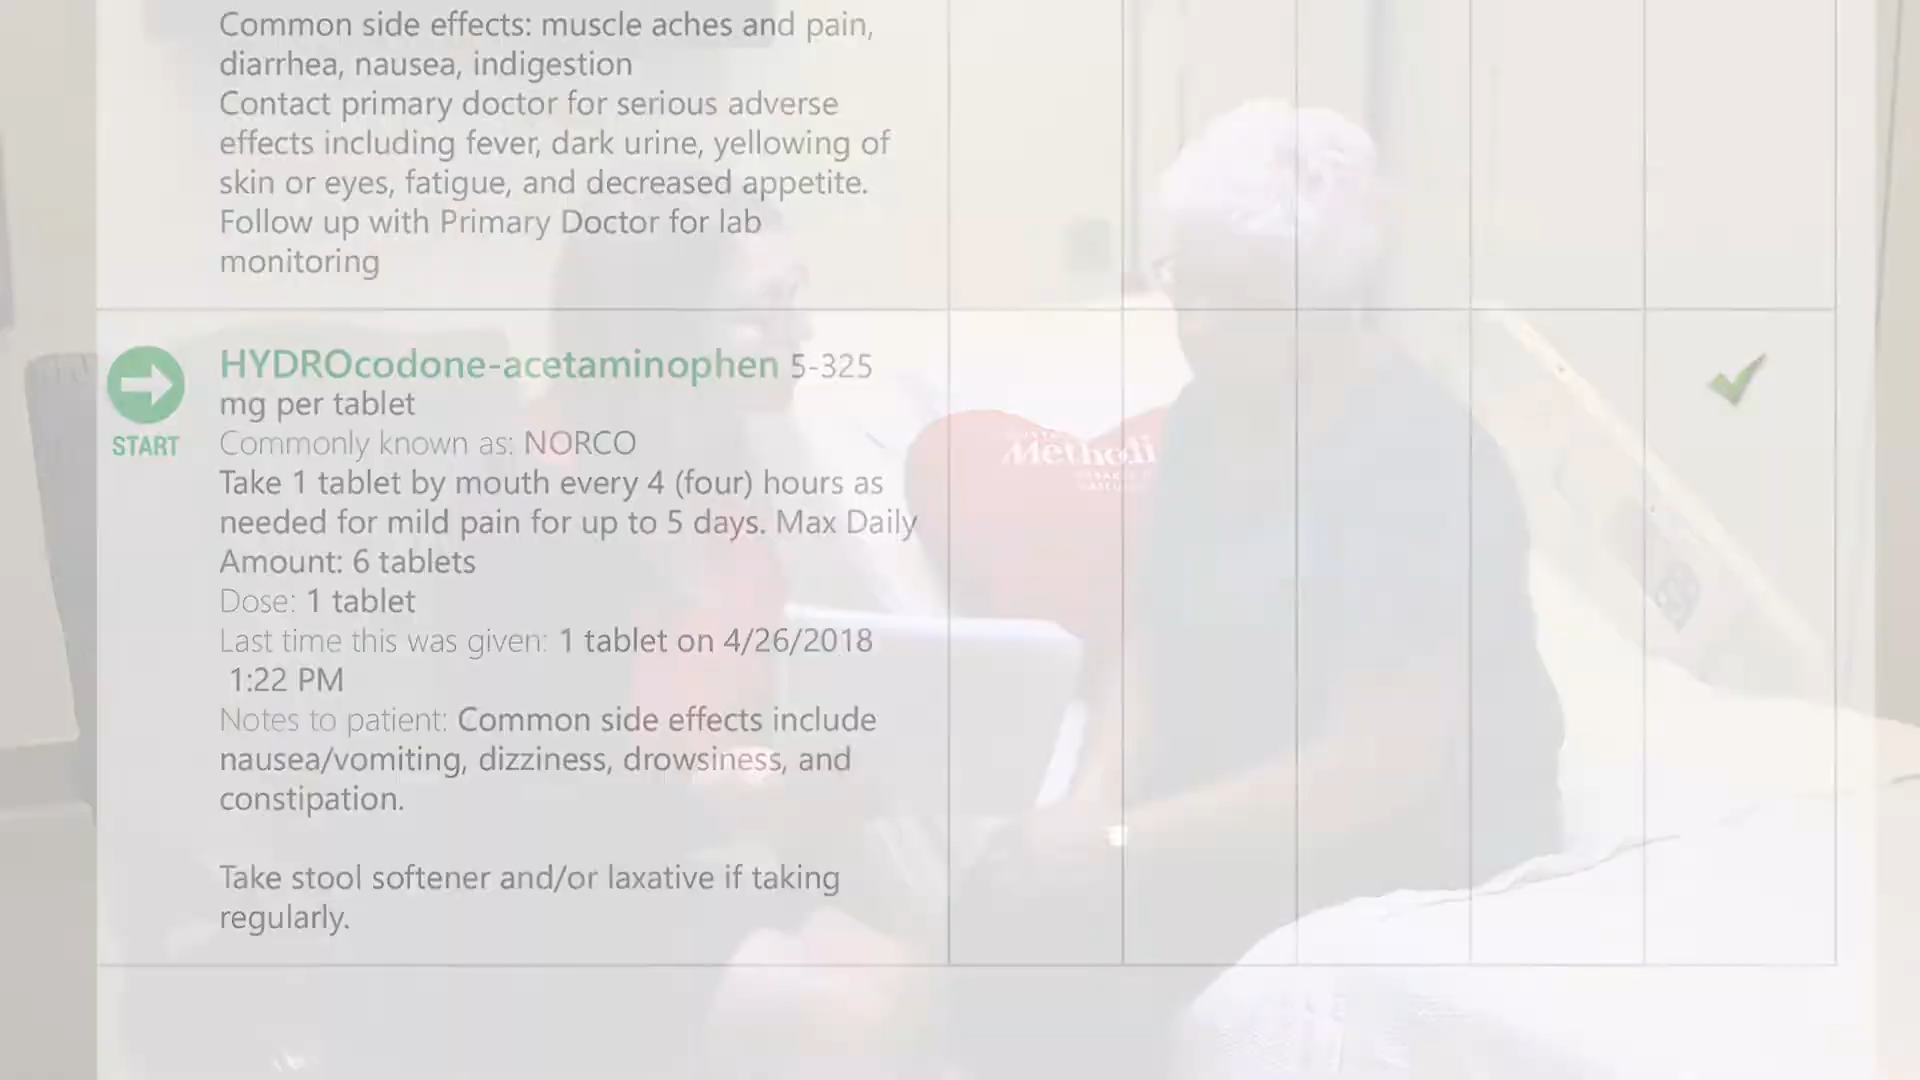 Common side effects: muscle aches and pain,
diarrhea, nausea, indigestion
Contact primary doctor for serious adverse
effects including fever, dark urine, yellowing of
skin or eyes, fatigue, and decreased appetite.
Follow up with Primary Doctor for lab
monitoring
HYDROcodone-acetaminophen 5-325
mg per tablet
START
Commonly known as: NORCO
Take 1 tablet by mouth every 4 (four) hours as
needed for mild pain for up to 5 days. Max Daily
Amount: 6 tablets
Dose: 1 tablet
Last time this was given: 1 tablet on 4/26/2018
1:22 PM
Notes to patient: Common side effects include
nausea/vomiting, dizziness, drowsiness, and
constipation.
Take stool softener and/or laxative if taking
regularly.
Methodi